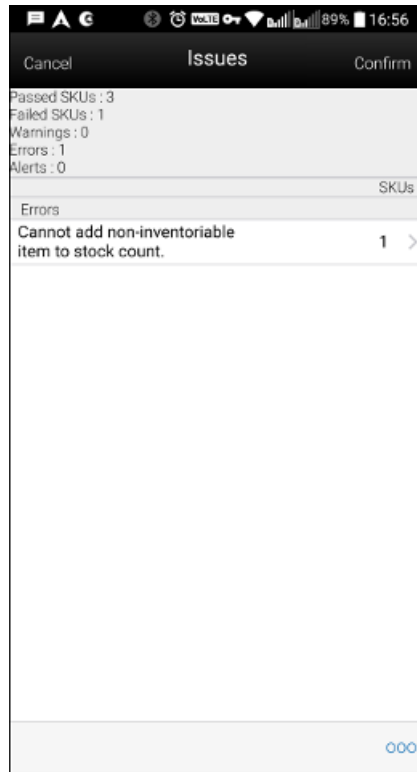 VoLTE 89% 16:56
Cancel Issues Confirm
Passed SKUs : 3
Failed SKUs : 1
Warnings : 0
Errors : 1
Alerts : 0
SKUs
Errors
Cannot add non-inventoriable
item to stock count.
1